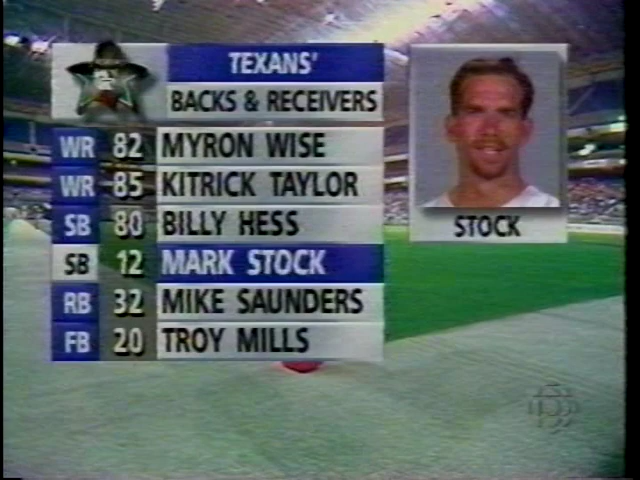 TEXANS'
BACKS & RECEIVERS
WR 82 MYRON WISE
WR 85 KITRICK TAYLOR
SB 80 BILLY HESS
SB 12 MARK STOCK
RB 32 MIKE SAUNDERS
FB 20 TROY MILLS
STOCK